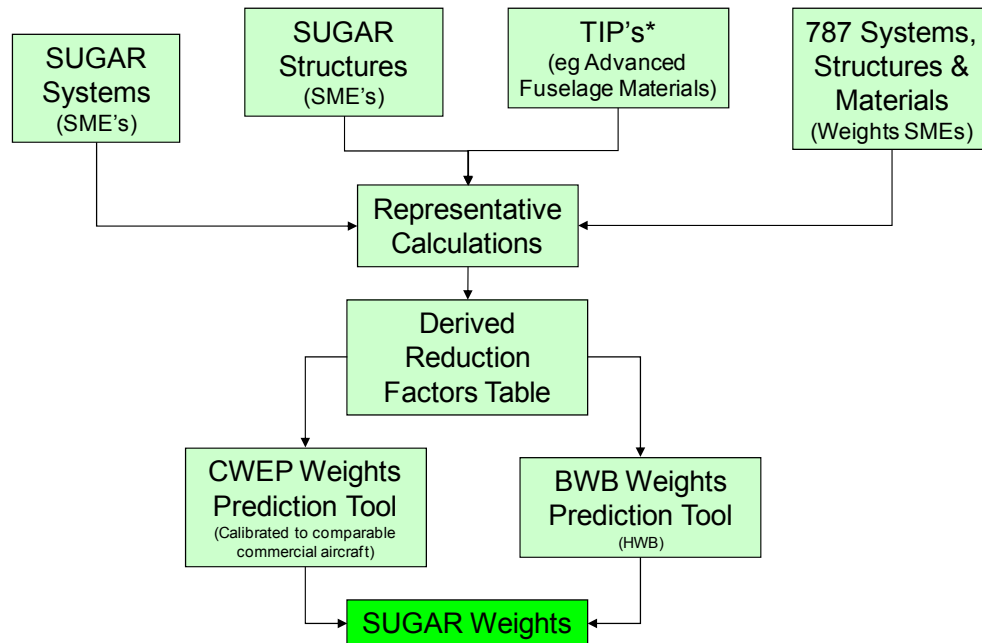 SUGAR
Systems
(SME's)
SUGAR
Structures
(SME's)
TIP's*
(eg Advanced
Fuselage Materials)
787 Systems,
Structures &
Materials
(Weights SMEs)
Representative
Calculations
Derived
Reduction
Factors Table
CWEP Weights
Prediction Tool
(Calibrated to comparable
commercial aircraft)
BWB Weights
Prediction Tool
(HWB)
SUGAR Weights